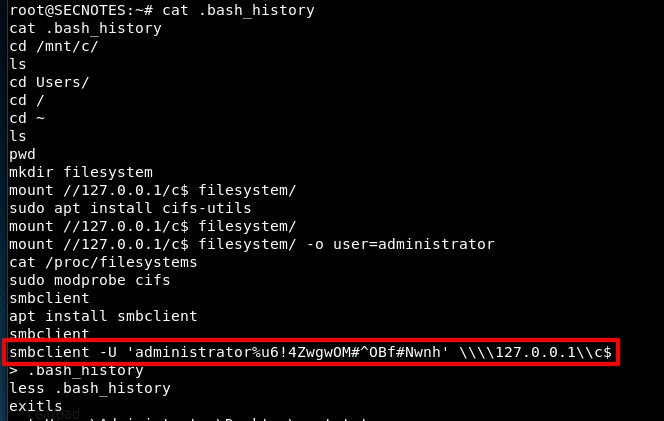 root@SECNOTES:~# cat .bash_history
cat .bash_history
cd /mnt/c/
ls
cd Users/
cd /
cd ~
ls
pwd
mkdir filesystem
mount //127.0.0.1/c$ filesystem/
sudo apt install cifs-utils
mount //127.0.0.1/c$ filesystem/
mount //127.0.0.1/c$ filesystem/ -o user=administrator
cat /proc/filesystems
sudo modprobe cifs
smbclient
apt install smbclient
smbclient
smbclient -U 'administrator%u6!4ZwgwOM#^OBf#Nwnh' \\\\127.0.0.1\\c$
> .bash_history
less .bash_history
exitls